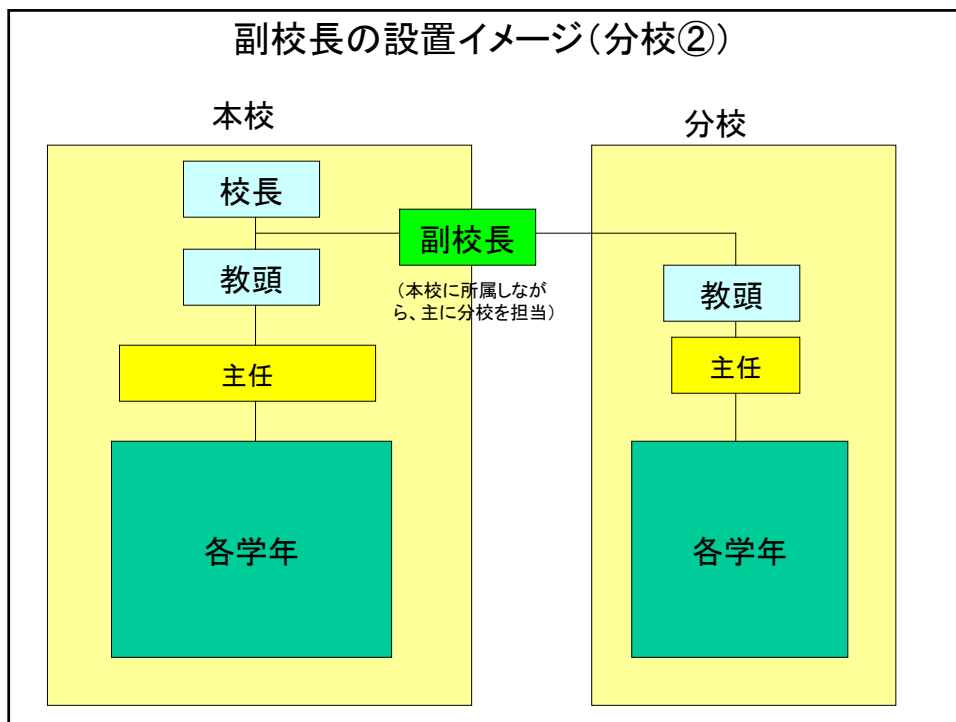 副校長の設置イメージ（分校②）
本校
分校
校長
副校長
教頭
（本校に所属しなが
ら、主に分校を担当）
教頭
主任
主任
各学年
各学年